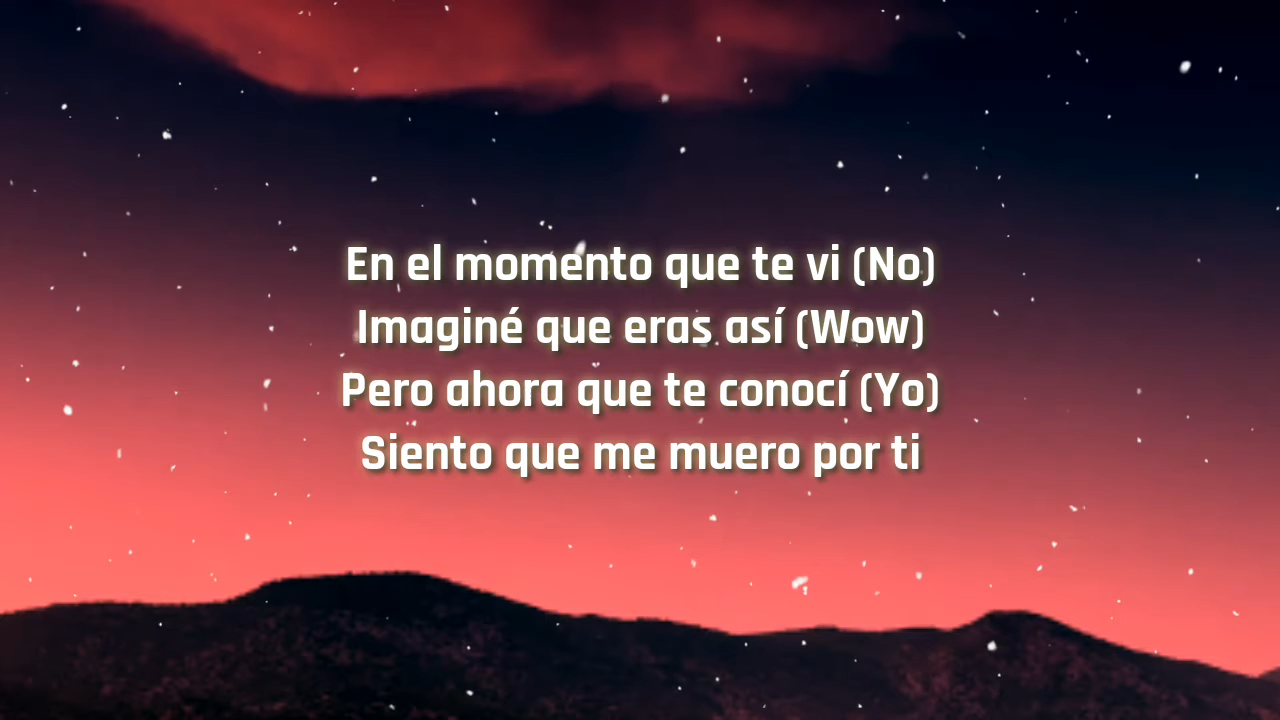 En el momento que te vi (No)
Imaginé que eras así (Wow)
Pero ahora que te conocí (Yo)
Siento que me muero por ti